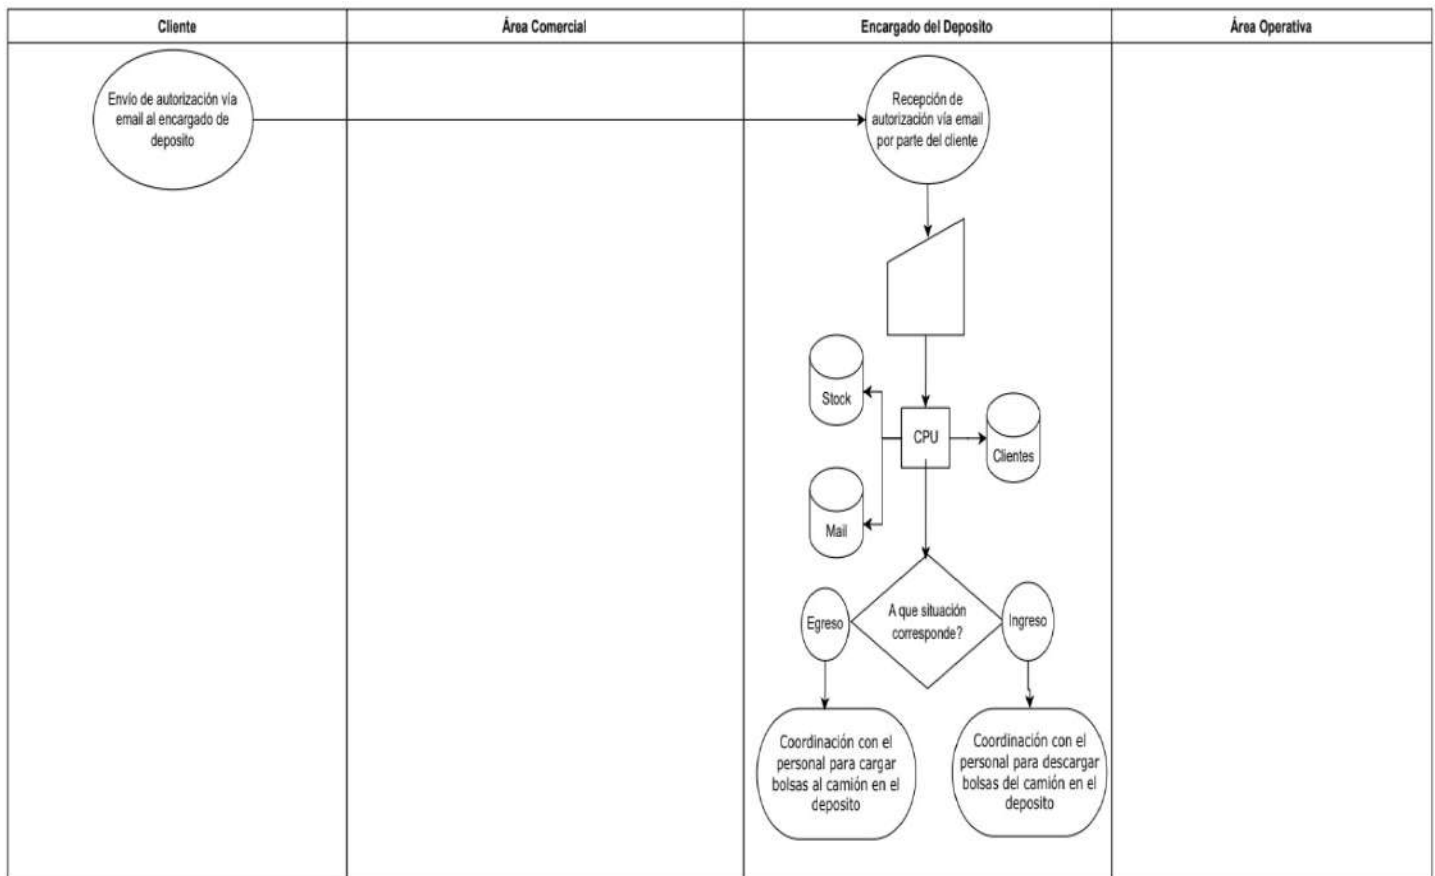 Cliente
Área Comercial
Encargado del Deposito
Área Operativa
Envío de autorización vía
email al encargado de
deposito
Recepción de
autorización vía email
por parte del cliente
Stock
CPU
Clientes
Mail
Egreso
A que situación
corresponde?
Ingreso
Coordinación con el
personal para cargar
bolsas al camión en el
deposito
Coordinación con el
personal para descargar
bolsas del camión en el
deposito